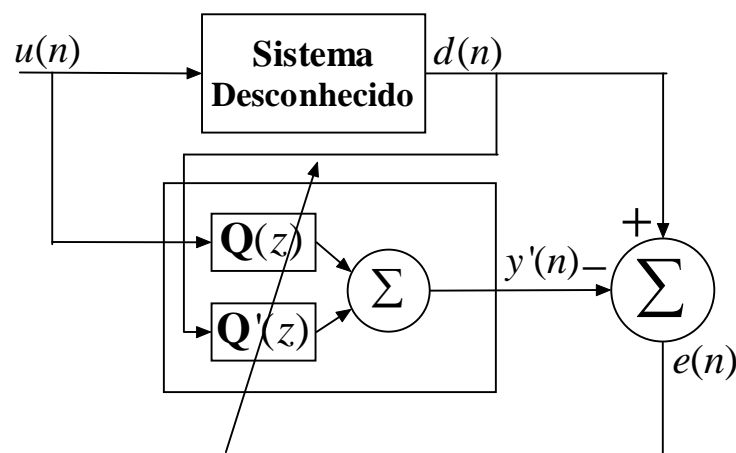 u(n)
Sistema
Desconhecido
d(n)
Q(z)
Σ
Q'(z)
y'(n)
−
+
Σ
e(n)